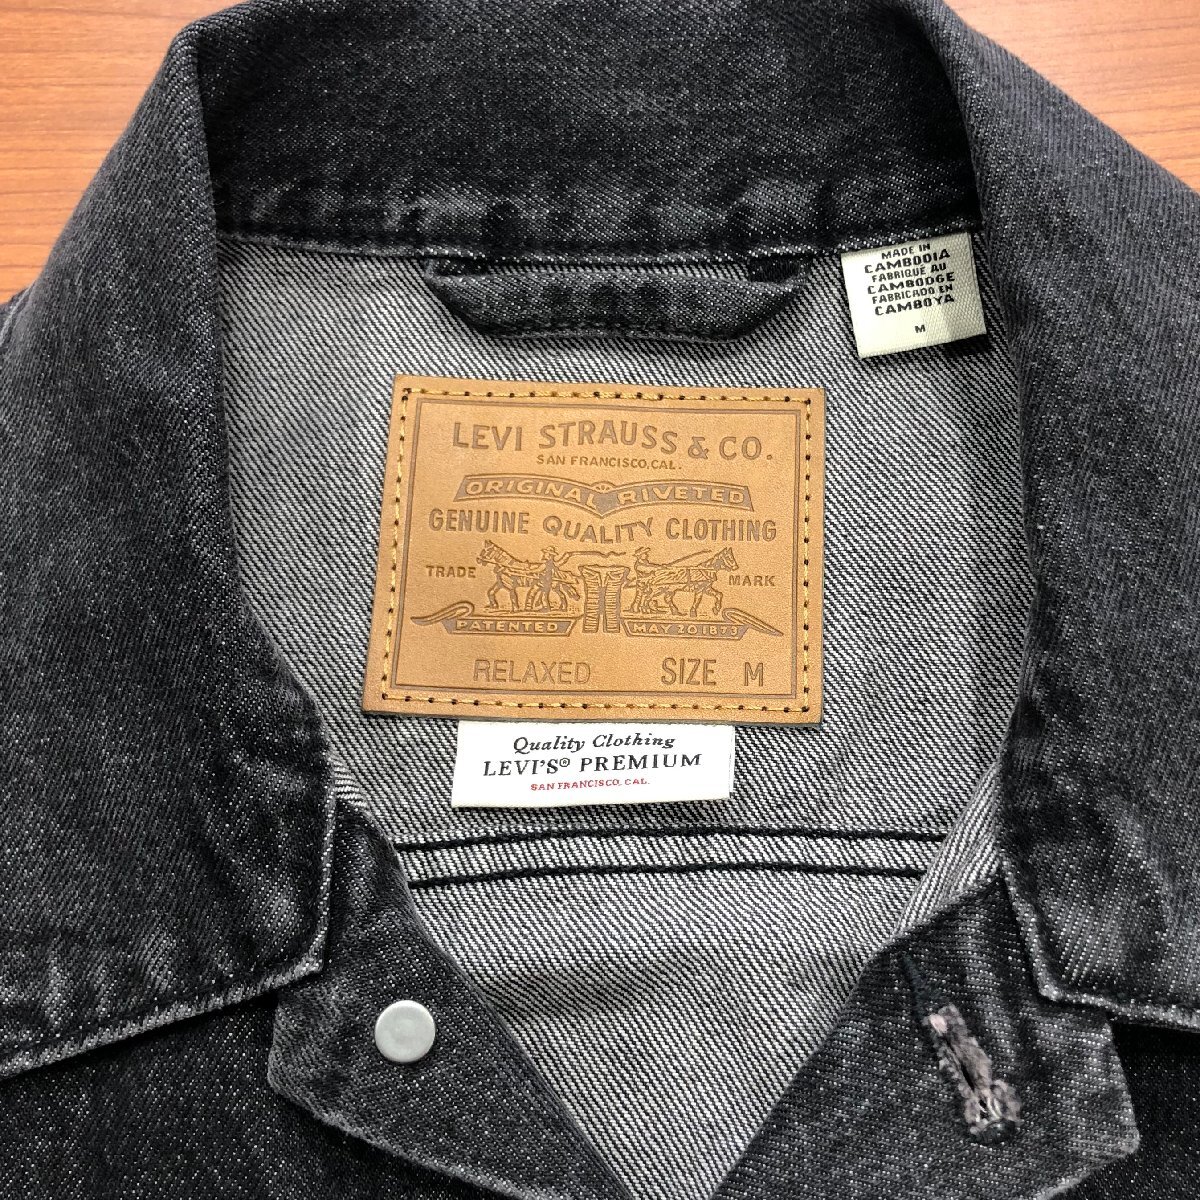 MADE IN
CAMBODIA
FABRIQUE AU
CAMBODGE
FABRICADO EN
CAMBOYA
M
LEVI STRAUSS & CO.
SAN FRANCISCO, CAL.
ORIGINAL RIVETED
GENUINE QUALITY CLOTHING
TRADE MARK
PATENTED MAY 20 1873
RELAXED SIZE M
Quality Clothing
LEVI'S® PREMIUM
SAN FRANCISCO, CAL.